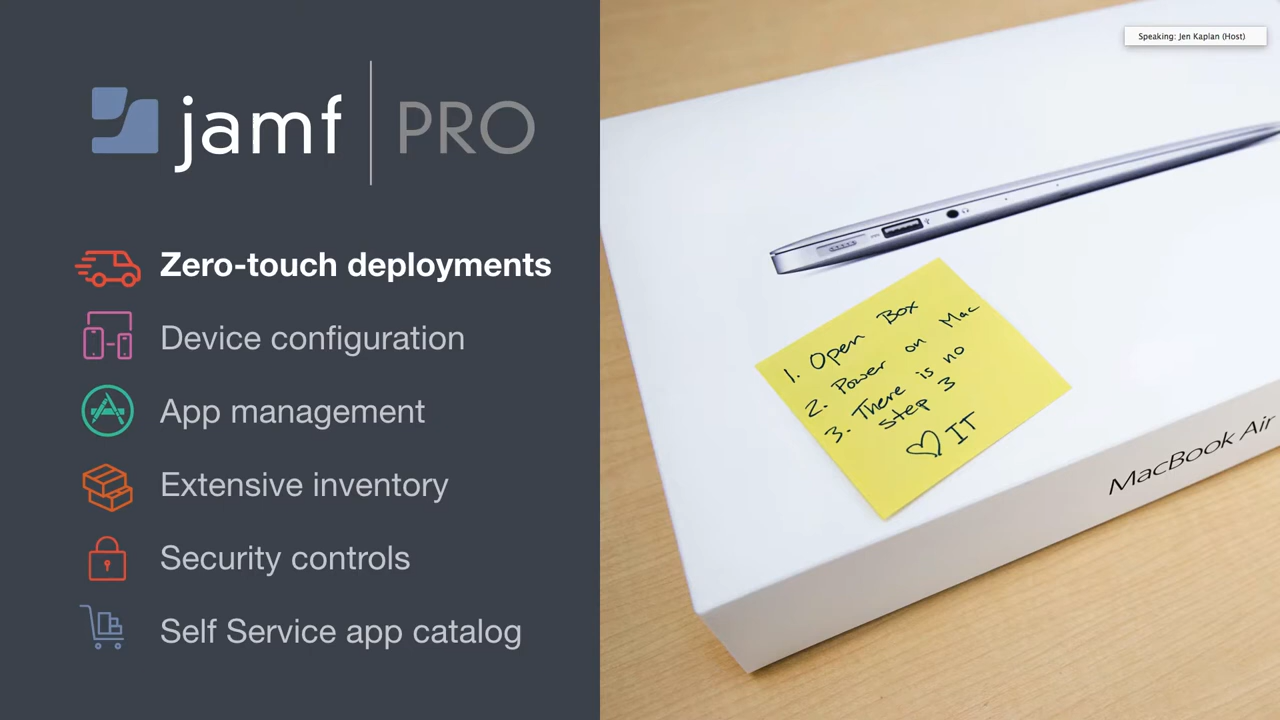 jamf PRO
Zero-touch deployments
Device configuration
App management
Extensive inventory
Security controls
Self Service app catalog
Speaking: Jen Kaplan (Host)
1. Open Box
2. Power on Mac
3. There is no
step 3
♡ IT
MacBook Air